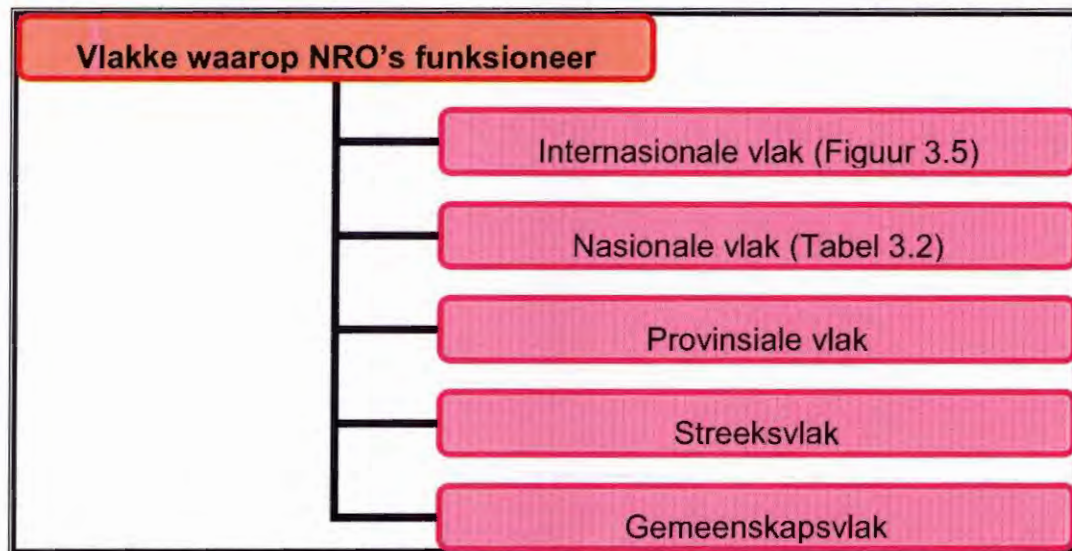 Vlakke waarop NRO's funksioneer
Internasionale vlak (Figuur 3.5)
Nasionale vlak (Tabel 3.2)
Provinsiale vlak
Streeksvlak
Gemeenskapsvlak